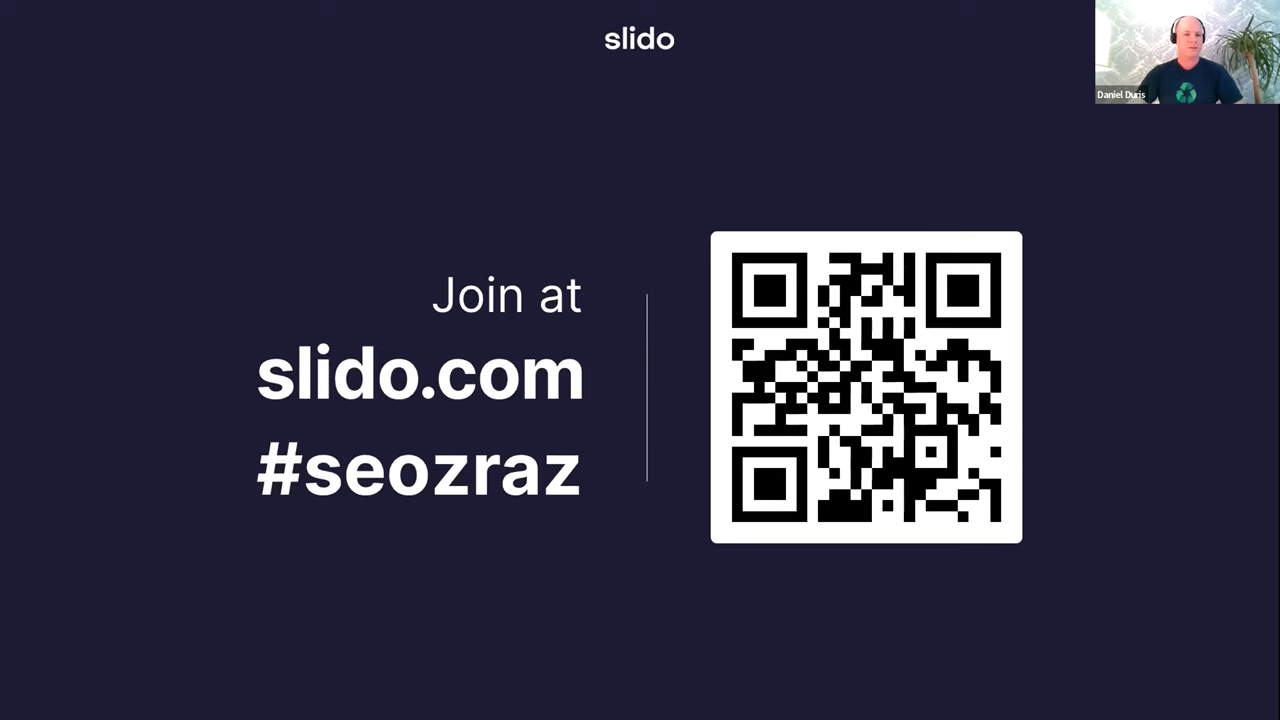 slido
Daniel Duris
Join at
slido.com
#seozraz